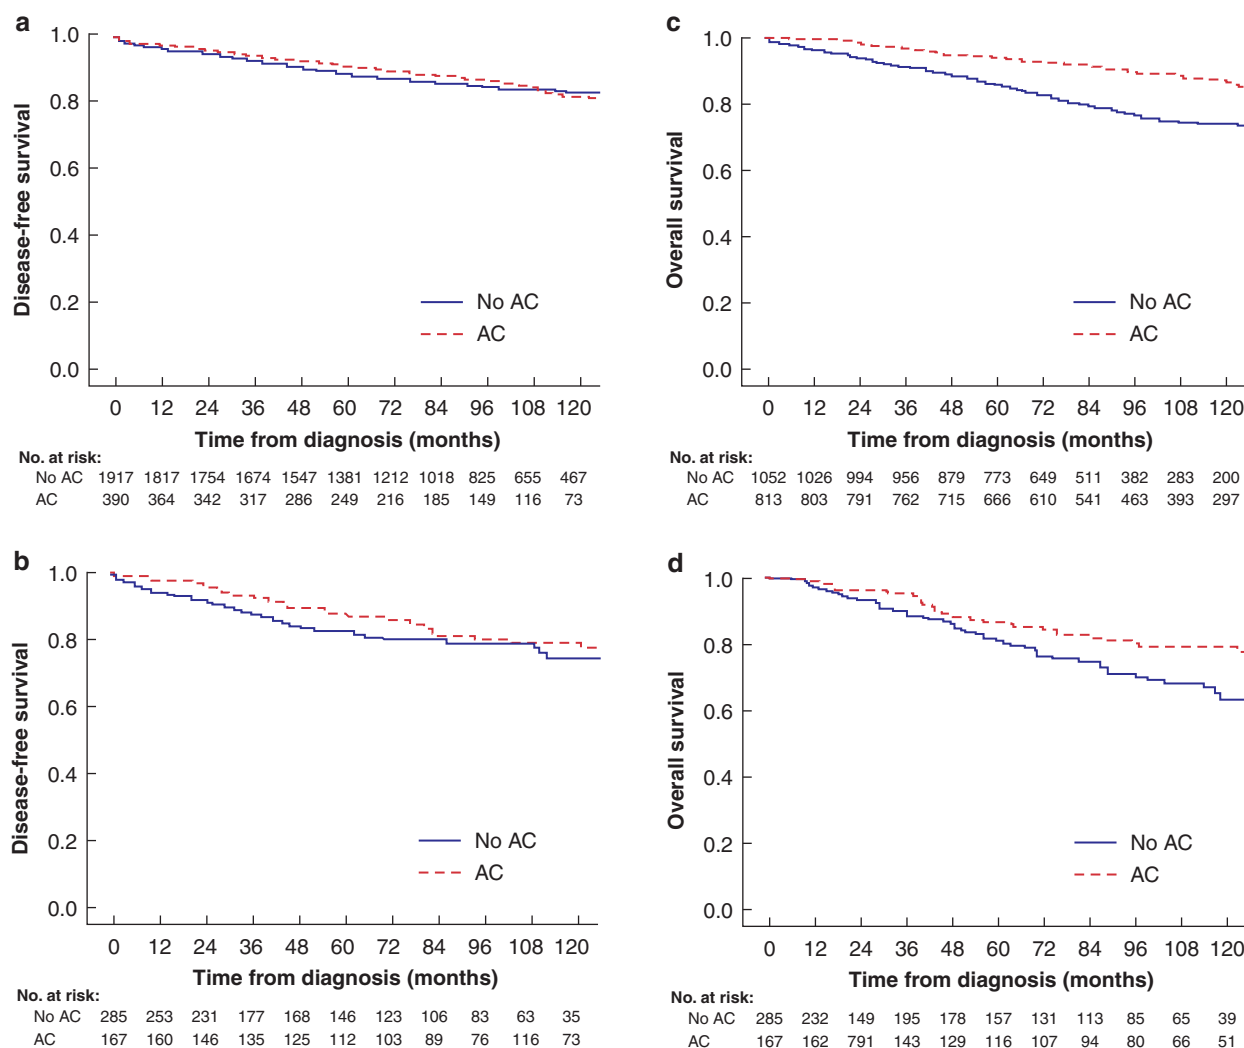 a
Disease-free survival
1.0
0.8
0.6
0.4
0.2
0.0
No AC
AC
0 12 24 36 48 60 72 84 96 108 120
Time from diagnosis (months)
No. at risk:
No AC 1917 1817 1754 1674 1547 1381 1212 1018 825 655 467
AC 390 364 342 317 286 249 216 185 149 116 73
c
Overall survival
1.0
0.8
0.6
0.4
0.2
0.0
No AC
AC
0 12 24 36 48 60 72 84 96 108 120
Time from diagnosis (months)
No. at risk:
No AC 1052 1026 994 956 879 773 649 511 382 283 200
AC 813 803 791 762 715 666 610 541 463 393 297
b
Disease-free survival
1.0
0.8
0.6
0.4
0.2
0.0
No AC
AC
0 12 24 36 48 60 72 84 96 108 120
Time from diagnosis (months)
No. at risk:
No AC 285 253 231 177 168 146 123 106 83 63 35
AC 167 160 146 135 125 112 103 89 76 116 73
d
Overall survival
1.0
0.8
0.6
0.4
0.2
0.0
No AC
AC
0 12 24 36 48 60 72 84 96 108 120
Time from diagnosis (months)
No. at risk:
No AC 285 232 149 195 178 157 131 113 85 65 39
AC 167 162 791 143 129 116 107 94 80 66 51